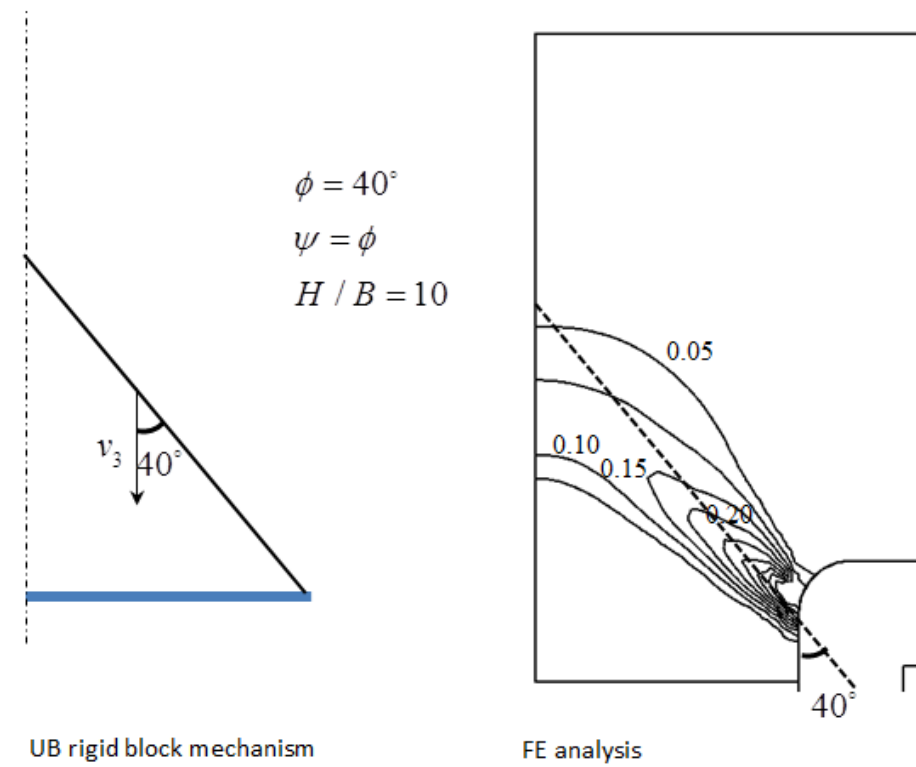 ϕ = 40°
ψ = ϕ
H / B = 10
v₃
40°
0.05
0.10
0.15
0.20
40°
UB rigid block mechanism
FE analysis